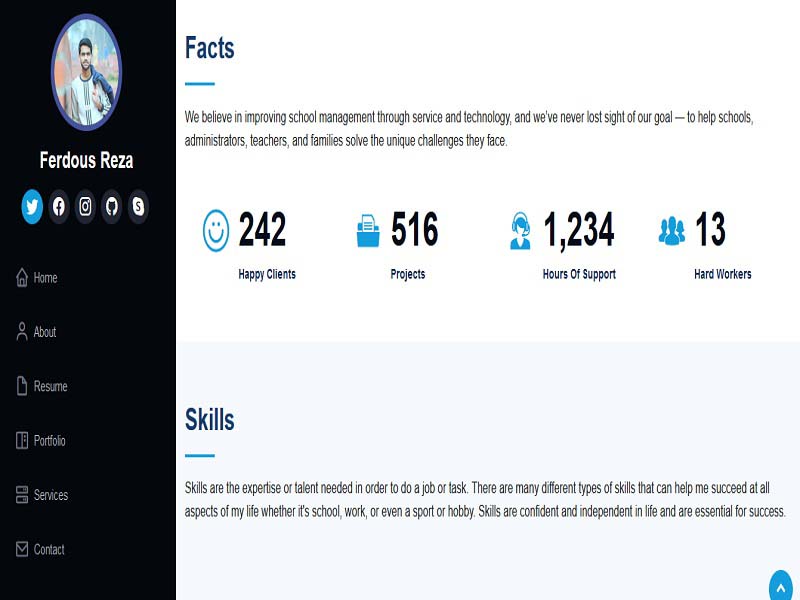 Ferdous Reza
Home
About
Resume
Portfolio
Services
Contact
Facts
We believe in improving school management through service and technology, and we've never lost sight of our goal — to help schools,
administrators, teachers, and families solve the unique challenges they face.
242
Happy Clients
516
Projects
1,234
Hours Of Support
13
Hard Workers
Skills
Skills are the expertise or talent needed in order to do a job or task. There are many different types of skills that can help me succeed at all
aspects of my life whether it's school, work, or even a sport or hobby. Skills are confident and independent in life and are essential for success.